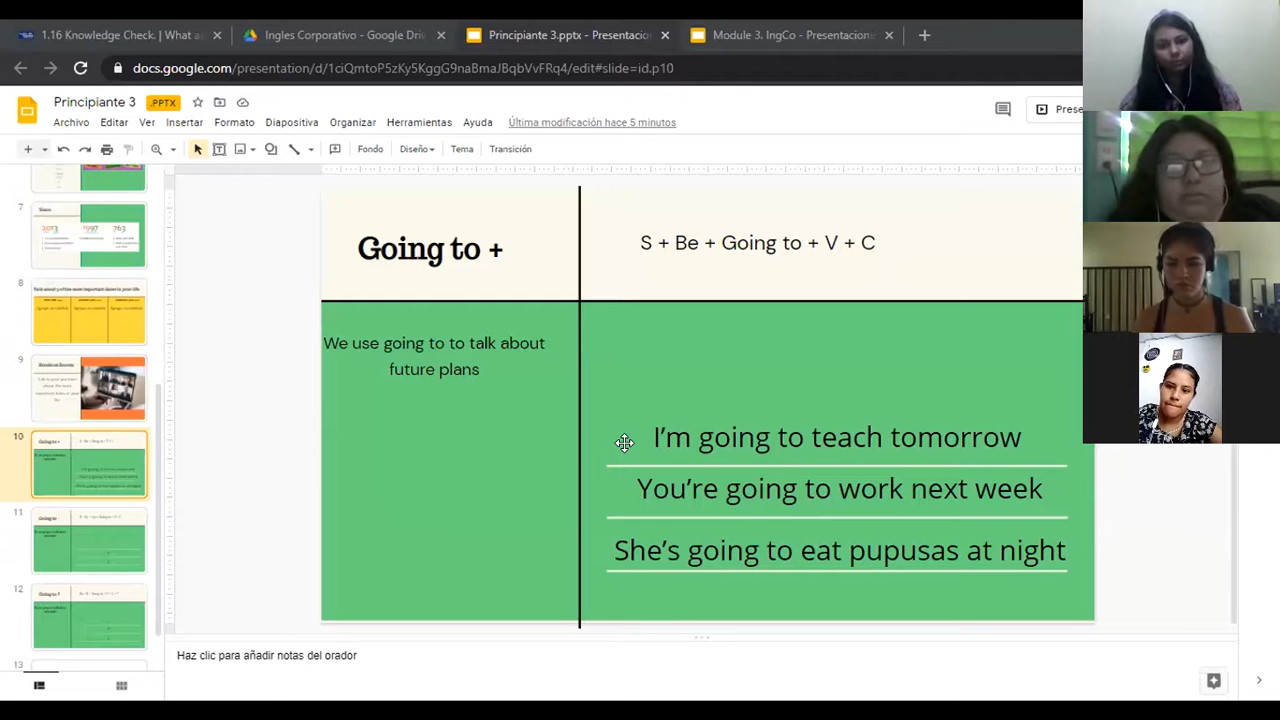 1.16 Knowledge Check. | What a
Ingles Corporativo - Google Driv
Principiante 3.pptx - Presentacio
Module 3. IngCo - Presentacion
docs.google.com/presentation/d/1ciQmtoP5zKy5KggG9naBmaJBqbVvFRq4/edit#slide=id.p10
Principiante 3 .PPTX
Archivo Editar Ver Insertar Formato Diapositiva Organizar Herramientas Ayuda Última modificación hace 5 minutos
Prese
Fondo Diseño Tema Transición
7
8
9
10
11
12
13
Going to +
S + Be + Going to + V + C
We use going to to talk about
future plans
I'm going to teach tomorrow
You're going to work next week
She's going to eat pupusas at night
Haz clic para añadir notas del orador